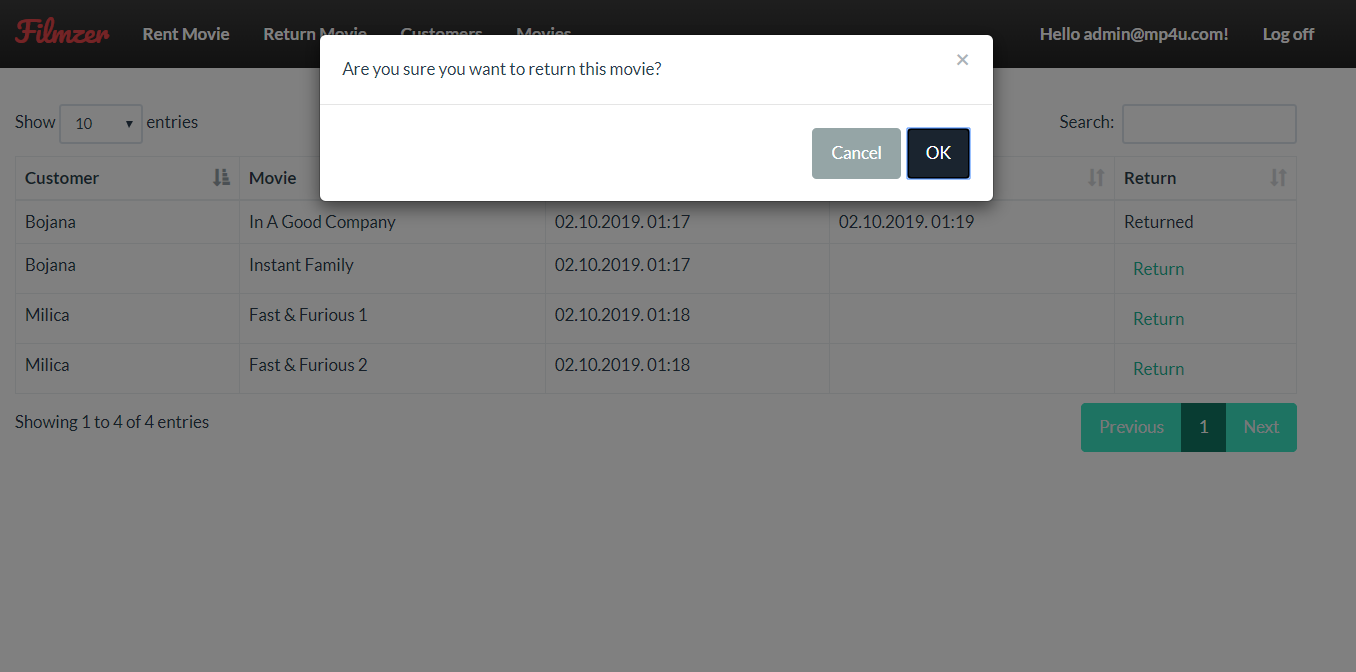 Filmzer Rent Movie Return Movie Customers Movies Hello admin@mp4u.com! Log off
Are you sure you want to return this movie? ×
Cancel OK
Show 10 entries Search:
Customer Movie Return
Bojana In A Good Company 02.10.2019. 01:17 02.10.2019. 01:19 Returned
Bojana Instant Family 02.10.2019. 01:17 Return
Milica Fast & Furious 1 02.10.2019. 01:18 Return
Milica Fast & Furious 2 02.10.2019. 01:18 Return
Showing 1 to 4 of 4 entries Previous 1 Next